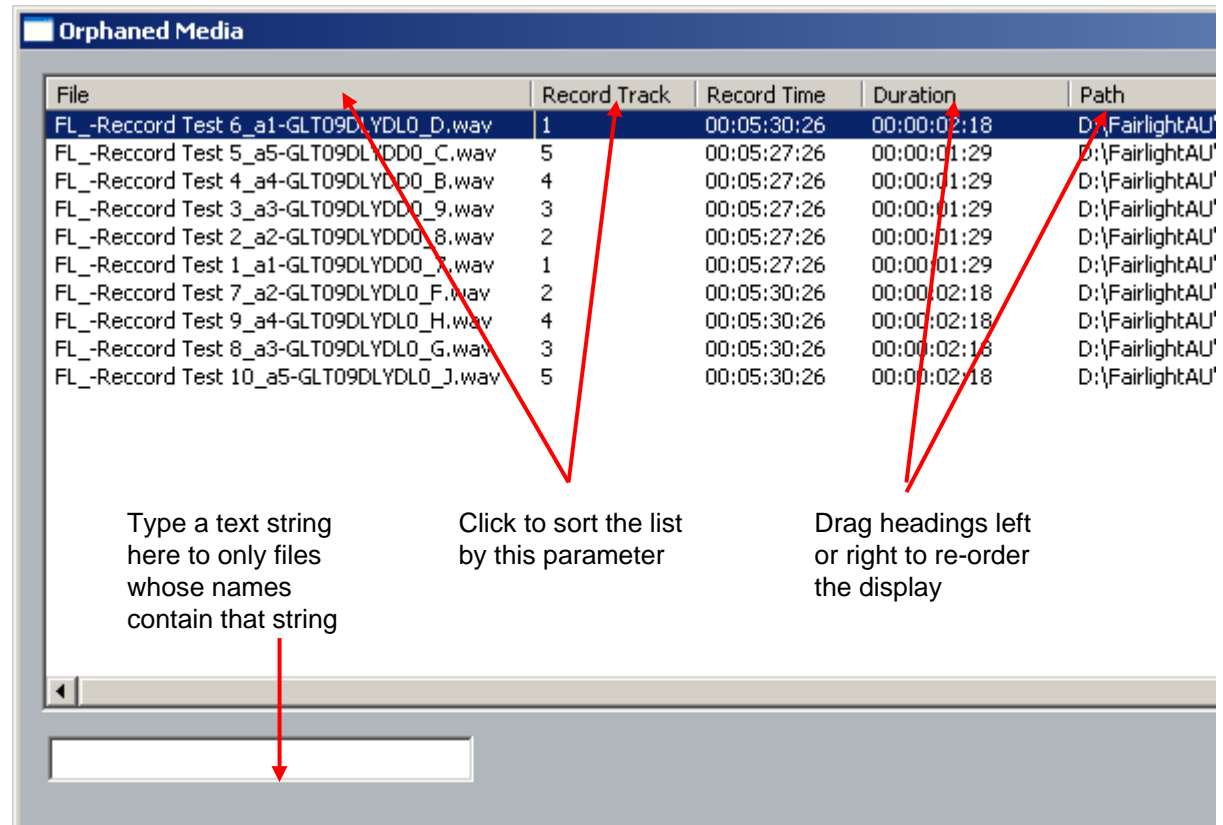 Orphaned Media
File Record Track Record Time Duration Path
FL_-Reccord Test 6_a1-GLT09DLYDL0_D.wav 1 00:05:30:26 00:00:02:18 D:\FairlightAU
FL_-Reccord Test 5_a5-GLT09DLYDD0_C.wav 5 00:05:27:26 00:00:01:29 D:\FairlightAU
FL_-Reccord Test 4_a4-GLT09DLYDD0_B.wav 4 00:05:27:26 00:00:01:29 D:\FairlightAU
FL_-Reccord Test 3_a3-GLT09DLYDD0_9.wav 3 00:05:27:26 00:00:01:29 D:\FairlightAU
FL_-Reccord Test 2_a2-GLT09DLYDD0_8.wav 2 00:05:27:26 00:00:01:29 D:\FairlightAU
FL_-Reccord Test 1_a1-GLT09DLYDD0_7.wav 1 00:05:27:26 00:00:01:29 D:\FairlightAU
FL_-Reccord Test 7_a2-GLT09DLYDL0_F.wav 2 00:05:30:26 00:00:02:18 D:\FairlightAU
FL_-Reccord Test 9_a4-GLT09DLYDL0_H.wav 4 00:05:30:26 00:00:02:18 D:\FairlightAU
FL_-Reccord Test 8_a3-GLT09DLYDL0_G.wav 3 00:05:30:26 00:00:02:18 D:\FairlightAU
FL_-Reccord Test 10_a5-GLT09DLYDL0_J.wav 5 00:05:30:26 00:00:02:18 D:\FairlightAU
Type a text string
here to only files
whose names
contain that string
Click to sort the list
by this parameter
Drag headings left
or right to re-order
the display